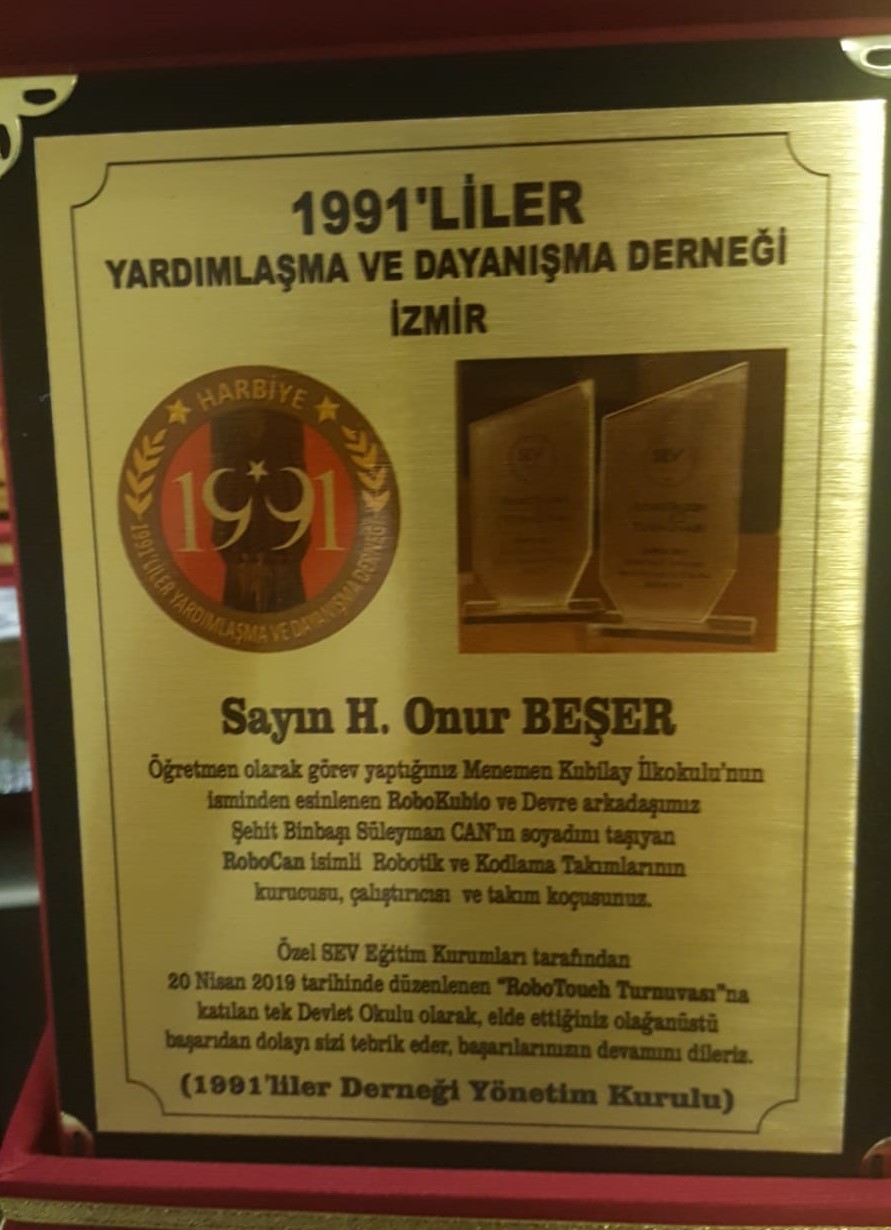 1991'LİLER
YARDIMLAŞMA VE DAYANIŞMA DERNEĞİ
İZMİR
HARBİYE
1991
1991'LİLER YARDIMLAŞMA VE DAYANIŞMA DERNEĞİ
SEV
SEV
Sayın H. Onur BEŞER
Öğretmen olarak görev yaptığınız Menemen Kubilay İlkokulu'nun
isminden esinlenen RoboKubio ve Devre arkadaşımız
Şehit Binbaşı Süleyman CAN'ın soyadını taşıyan
RoboCan isimli Robotik ve Kodlama Takımlarının
kurucusu, çalıştırıcısı ve takım koçusunuz.
Özel SEV Eğitim Kurumları tarafından
20 Nisan 2019 tarihinde düzenlenen "RoboTouch Turnuvası"na
katılan tek Devlet Okulu olarak, elde ettiğiniz olağanüstü
başarıdan dolayı sizi tebrik eder, başarılarınızın devamını dileriz.
(1991'liler Derneği Yönetim Kurulu)